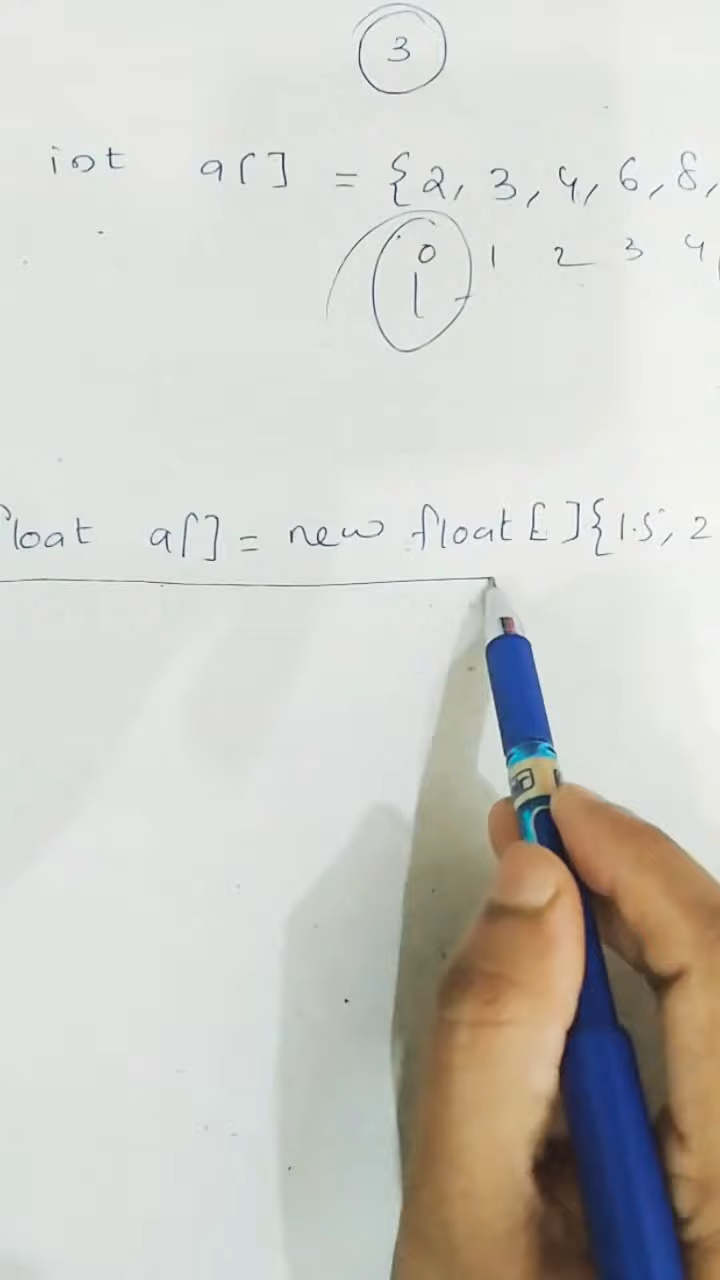 3
int a[] = {2, 3, 4, 6, 8,
0 1 2 3 4
float a[] = new float[]{1.5, 2